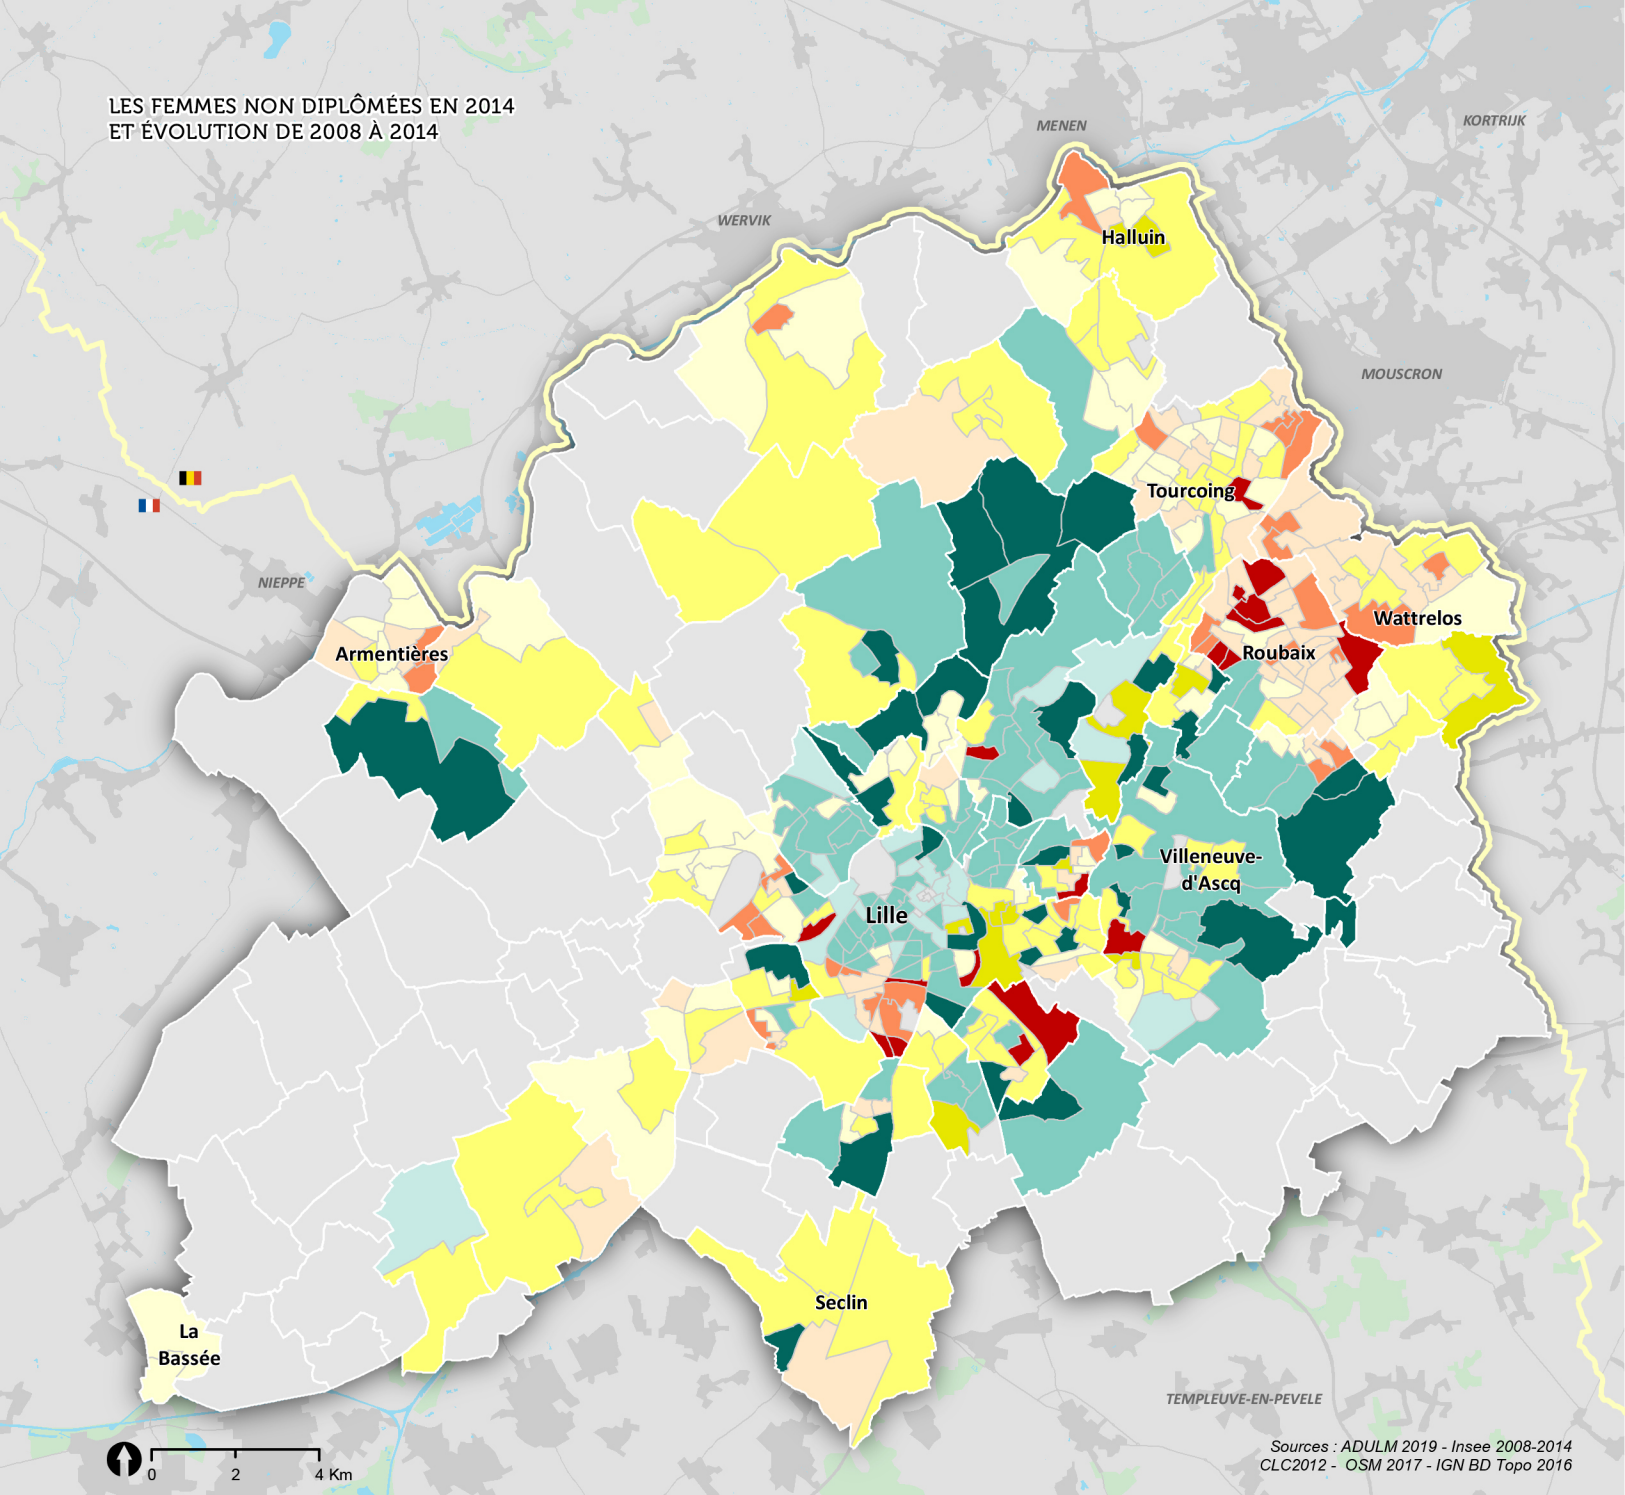 LES FEMMES NON DIPLÔMÉES EN 2014
ET ÉVOLUTION DE 2008 À 2014
KORTRIJK
MENEN
WERVIK
Halluin
MOUSCRON
Tourcoing
NIEPPE
Wattrelos
Armentières
Roubaix
Villeneuve-
d'Ascq
Lille
Seclin
La
Bassée
TEMPLEUVE-EN-PEVELE
0 2 4 Km
Sources : ADULM 2019 - Insee 2008-2014
CLC2012 - OSM 2017 - IGN BD Topo 2016